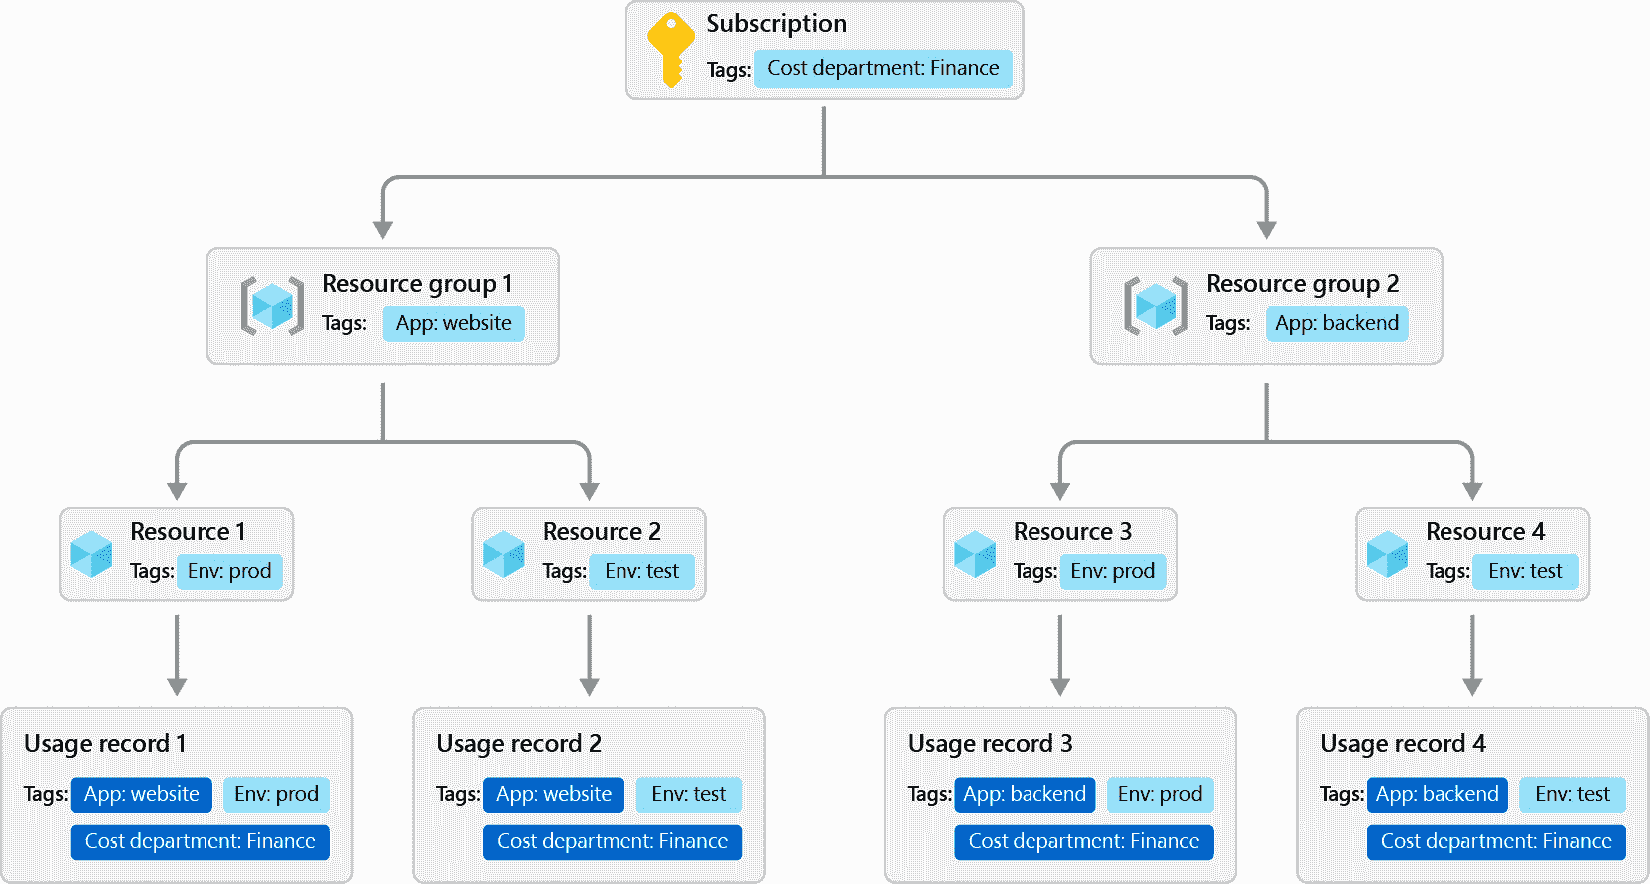 Subscription
Tags: Cost department: Finance
Resource group 1
Tags: App: website
Resource group 2
Tags: App: backend
Resource 1
Tags: Env: prod
Resource 2
Tags: Env: test
Resource 3
Tags: Env: prod
Resource 4
Tags: Env: test
Usage record 1
Tags: App: website Env: prod
Cost department: Finance
Usage record 2
Tags: App: website Env: test
Cost department: Finance
Usage record 3
Tags: App: backend Env: prod
Cost department: Finance
Usage record 4
Tags: App: backend Env: test
Cost department: Finance